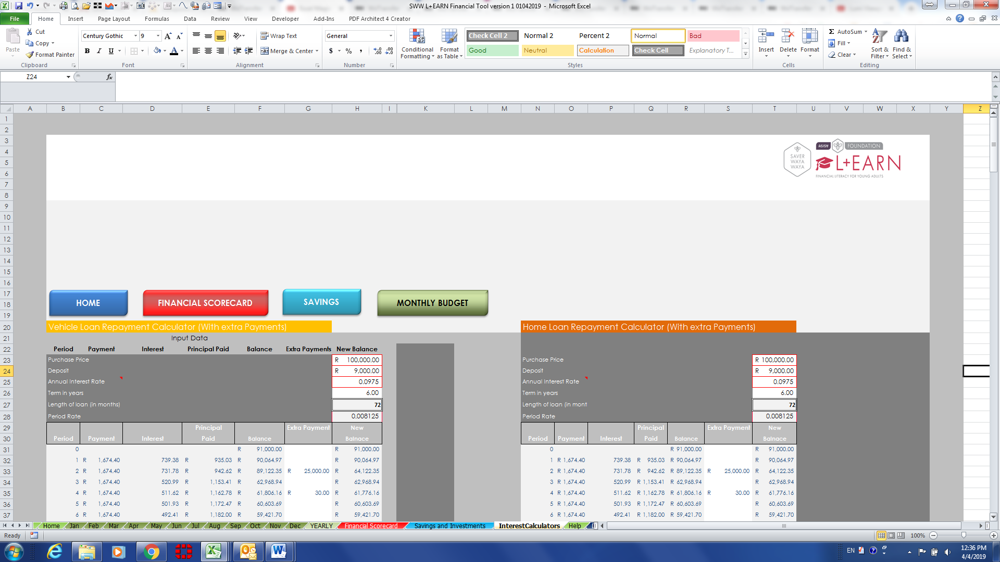 SWW L+EARN Financial Tool version 1 01042019 - Microsoft Excel
File Home Insert Page Layout Formulas Data Review View Developer Add-Ins PDF Architect 4 Creator
Paste
Cut
Copy
Format Painter
Clipboard
Century Gothic 9
B I U
Font
Wrap Text
Merge & Center
Alignment
General
$ % ,
Number
Conditional Formatting
Format as Table
Check Cell 2 Normal 2 Percent 2 Normal Bad
Good Neutral Calculation Check Cell Explanatory T...
Styles
Insert Delete Format
Cells
Σ AutoSum
Fill
Clear
Sort & Filter
Find & Select
Editing
Z24 fx
A B C D E F G H I K L M N O P Q R S T U V W X Y Z
1
2
3
4
5
6
7
8
9
10
11
12
13
14
15
16
17
18
19
20
21
22
23
24
25
26
27
28
29
30
31
32
33
34
35
36
37
SAVER WAYA WAYA
ASISA FOUNDATION
L+EARN
FINANCIAL LITERACY FOR YOUNG ADULTS
HOME FINANCIAL SCORECARD SAVINGS MONTHLY BUDGET
Vehicle Loan Repayment Calculator (With extra Payments)
Input Data
Period Payment Interest Principal Paid Balance Extra Payments New Balance
Purchase Price R 100,000.00
Deposit R 9,000.00
Annual Interest Rate 0.0975
Term in years 6.00
Length of loan (in months) 72
Period Rate 0.008125
Period Payment Interest Principal Paid Balance Extra Payment New Balnace
0 R 91,000.00 R 91,000.00
1 R 1,674.40 739.38 R 935.03 R 90,064.97 R 90,064.97
2 R 1,674.40 731.78 R 942.62 R 89,122.35 R 25,000.00 R 64,122.35
3 R 1,674.40 520.99 R 1,153.41 R 62,968.94 R 62,968.94
4 R 1,674.40 511.62 R 1,162.78 R 61,806.16 R 30.00 R 61,776.16
5 R 1,674.40 501.93 R 1,172.47 R 60,603.69 R 60,603.69
6 R 1,674.40 492.41 R 1,182.00 R 59,421.70 R 59,421.70
Home Loan Repayment Calculator (With extra Payments)
Purchase Price R 100,000.00
Deposit R 9,000.00
Annual Interest Rate 0.0975
Term in years 6.00
Length of loan (in mont 72
Period Rate 0.008125
Period Payment Interest Principal Paid Balance Extra Payment New Balnace
0 R 91,000.00 R 91,000.00
1 R 1,674.40 739.38 R 935.03 R 90,064.97 R 90,064.97
2 R 1,674.40 731.78 R 942.62 R 89,122.35 R 25,000.00 R 64,122.35
3 R 1,674.40 520.99 R 1,153.41 R 62,968.94 R 62,968.94
4 R 1,674.40 511.62 R 1,162.78 R 61,806.16 R 30.00 R 61,776.16
5 R 1,674.40 501.93 R 1,172.47 R 60,603.69 R 60,603.69
6 R 1,674.40 492.41 R 1,182.00 R 59,421.70 R 59,421.70
Home Jan Feb Mar Apr May Jun Jul Aug Sep Oct Nov Dec YEARLY Financial Scorecard Savings and Investments InterestCalculators Help
Ready 100%
EN 12:36 PM
4/4/2019